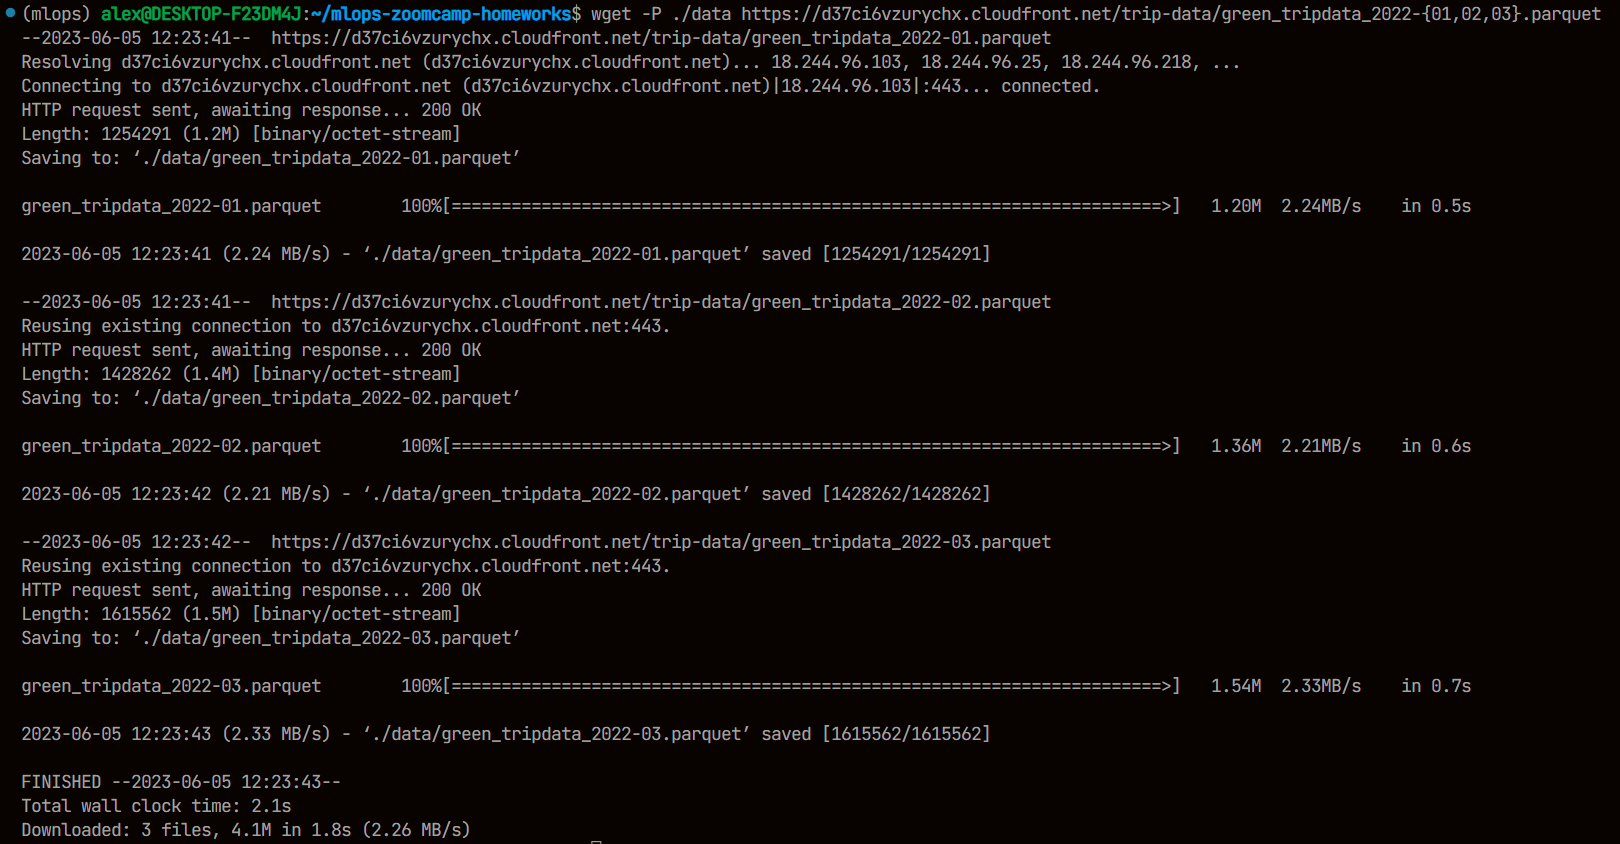 (mlops) alex@DESKTOP-F23DM4J:~/mlops-zoomcamp-homeworks$ wget -P ./data https://d37ci6vzurychx.cloudfront.net/trip-data/green_tripdata_2022-{01,02,03}.parquet
--2023-06-05 12:23:41--  https://d37ci6vzurychx.cloudfront.net/trip-data/green_tripdata_2022-01.parquet
Resolving d37ci6vzurychx.cloudfront.net (d37ci6vzurychx.cloudfront.net)... 18.244.96.103, 18.244.96.25, 18.244.96.218, ...
Connecting to d37ci6vzurychx.cloudfront.net (d37ci6vzurychx.cloudfront.net)|18.244.96.103|:443... connected.
HTTP request sent, awaiting response... 200 OK
Length: 1254291 (1.2M) [binary/octet-stream]
Saving to: ‘./data/green_tripdata_2022-01.parquet’
green_tripdata_2022-01.parquet        100%[=======================================================================>]   1.20M  2.24MB/s    in 0.5s
2023-06-05 12:23:41 (2.24 MB/s) - ‘./data/green_tripdata_2022-01.parquet’ saved [1254291/1254291]
--2023-06-05 12:23:41--  https://d37ci6vzurychx.cloudfront.net/trip-data/green_tripdata_2022-02.parquet
Reusing existing connection to d37ci6vzurychx.cloudfront.net:443.
HTTP request sent, awaiting response... 200 OK
Length: 1428262 (1.4M) [binary/octet-stream]
Saving to: ‘./data/green_tripdata_2022-02.parquet’
green_tripdata_2022-02.parquet        100%[=======================================================================>]   1.36M  2.21MB/s    in 0.6s
2023-06-05 12:23:42 (2.21 MB/s) - ‘./data/green_tripdata_2022-02.parquet’ saved [1428262/1428262]
--2023-06-05 12:23:42--  https://d37ci6vzurychx.cloudfront.net/trip-data/green_tripdata_2022-03.parquet
Reusing existing connection to d37ci6vzurychx.cloudfront.net:443.
HTTP request sent, awaiting response... 200 OK
Length: 1615562 (1.5M) [binary/octet-stream]
Saving to: ‘./data/green_tripdata_2022-03.parquet’
green_tripdata_2022-03.parquet        100%[=======================================================================>]   1.54M  2.33MB/s    in 0.7s
2023-06-05 12:23:43 (2.33 MB/s) - ‘./data/green_tripdata_2022-03.parquet’ saved [1615562/1615562]
FINISHED --2023-06-05 12:23:43--
Total wall clock time: 2.1s
Downloaded: 3 files, 4.1M in 1.8s (2.26 MB/s)